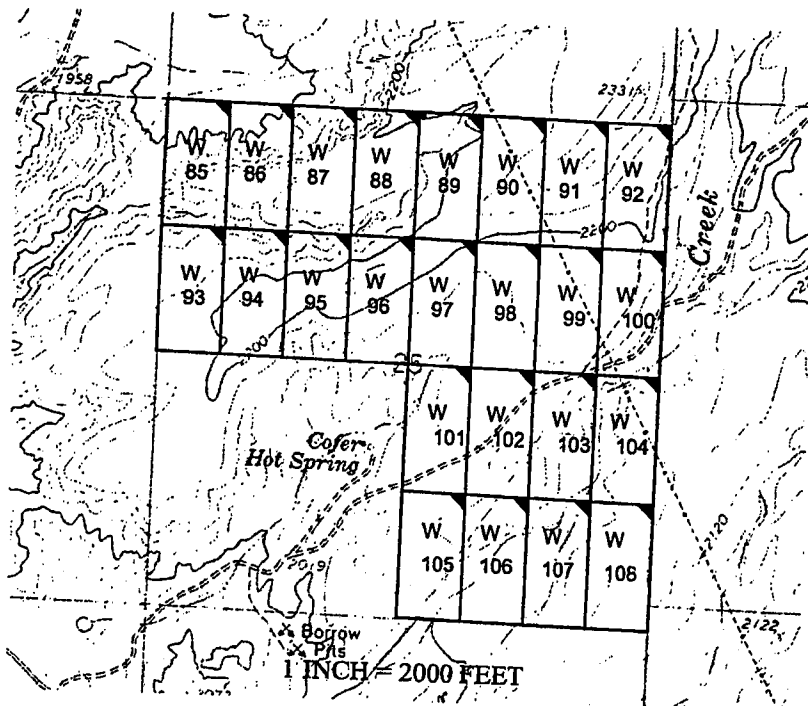 1958
2200
2331
W 85
W 86
W 87
W 88
W 89
W 90
W 91
W 92
Creek
2200
W 93
W 94
W 95
W 96
W 97
W 98
W 99
W 100
2200
W 101
W 102
W 103
W 104
Cofer
Hot Spring
W 105
W 106
W 107
W 108
2019
2120
2122
Borrow
Pits
1 INCH = 2000 FEET